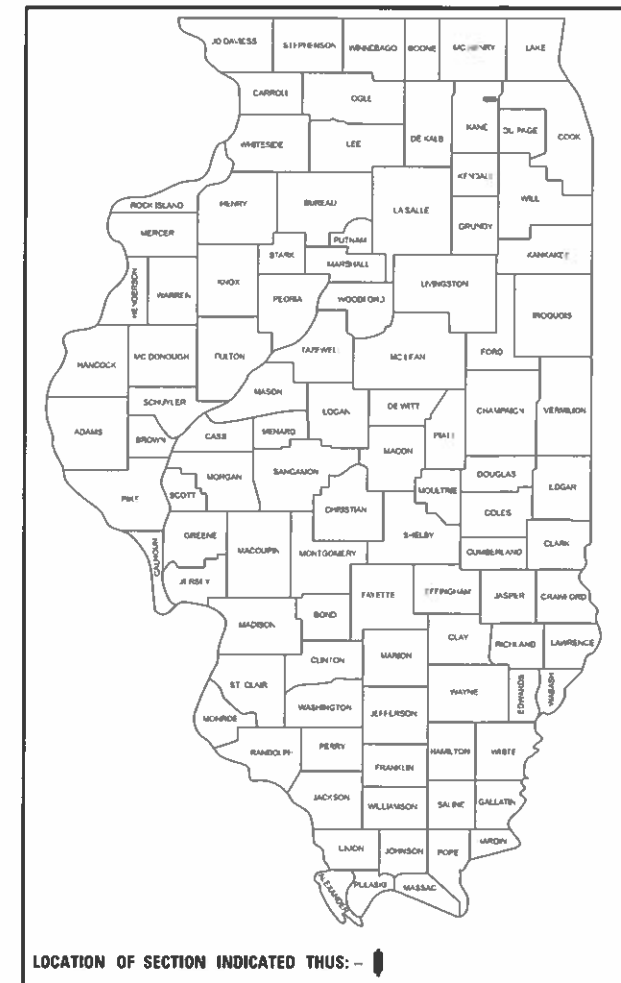 JO DAVIESS STEPHENSON WINNEBAGO BOONE MC HENRY LAKE
CARROLL OGLE
KANE DU PAGE COOK
WHITESIDE LEE DE KALB
KENDALL
ROCK ISLAND HENRY BUREAU LA SALLE WILL
MERCER PUTNAM GRUNDY
STARK MARSHALL KANKAKEE
HENDERSON WARREN KNOX PEORIA WOODFORD LIVINGSTON
IROQUOIS
HANCOCK MC DONOUGH FULTON TAZEWELL MC LEAN FORD
SCHUYLER MASON LOGAN DE WITT CHAMPAIGN VERMILION
ADAMS BROWN CASS MENARD PIATT
MACON
PIKE SCOTT MORGAN SANGAMON MOULTRIE DOUGLAS EDGAR
CHRISTIAN COLES
CALHOUN GREENE MACOUPIN MONTGOMERY SHELBY CUMBERLAND CLARK
JERSEY
BOND FAYETTE EFFINGHAM JASPER CRAWFORD
MADISON
CLINTON MARION CLAY RICHLAND LAWRENCE
ST. CLAIR WAYNE EDWARDS WABASH
MONROE WASHINGTON JEFFERSON
RANDOLPH PERRY HAMILTON WHITE
FRANKLIN
JACKSON WILLIAMSON SALINE GALLATIN
UNION JOHNSON POPE HARDIN
ALEXANDER PULASKI MASSAC
LOCATION OF SECTION INDICATED THUS: -